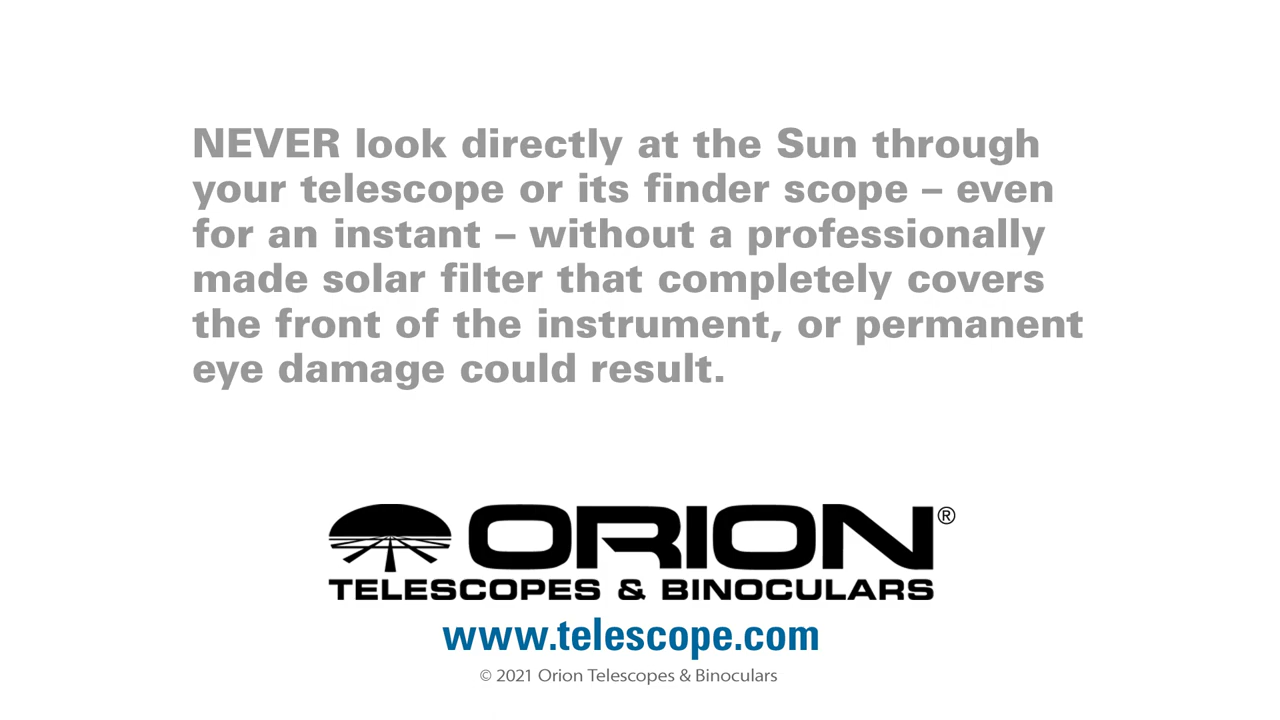 NEVER look directly at the Sun through
your telescope or its finder scope – even
for an instant – without a professionally
made solar filter that completely covers
the front of the instrument, or permanent
eye damage could result.
ORION®
TELESCOPES & BINOCULARS
www.telescope.com
© 2021 Orion Telescopes & Binoculars